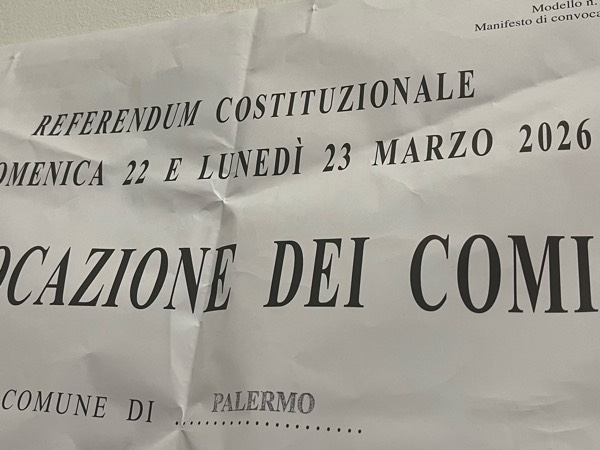 Modello n.
Manifesto di convoca
REFERENDUM COSTITUZIONALE
OMENICA 22 E LUNEDÌ 23 MARZO 2026
OCAZIONE DEI COMI
COMUNE DI PALERMO